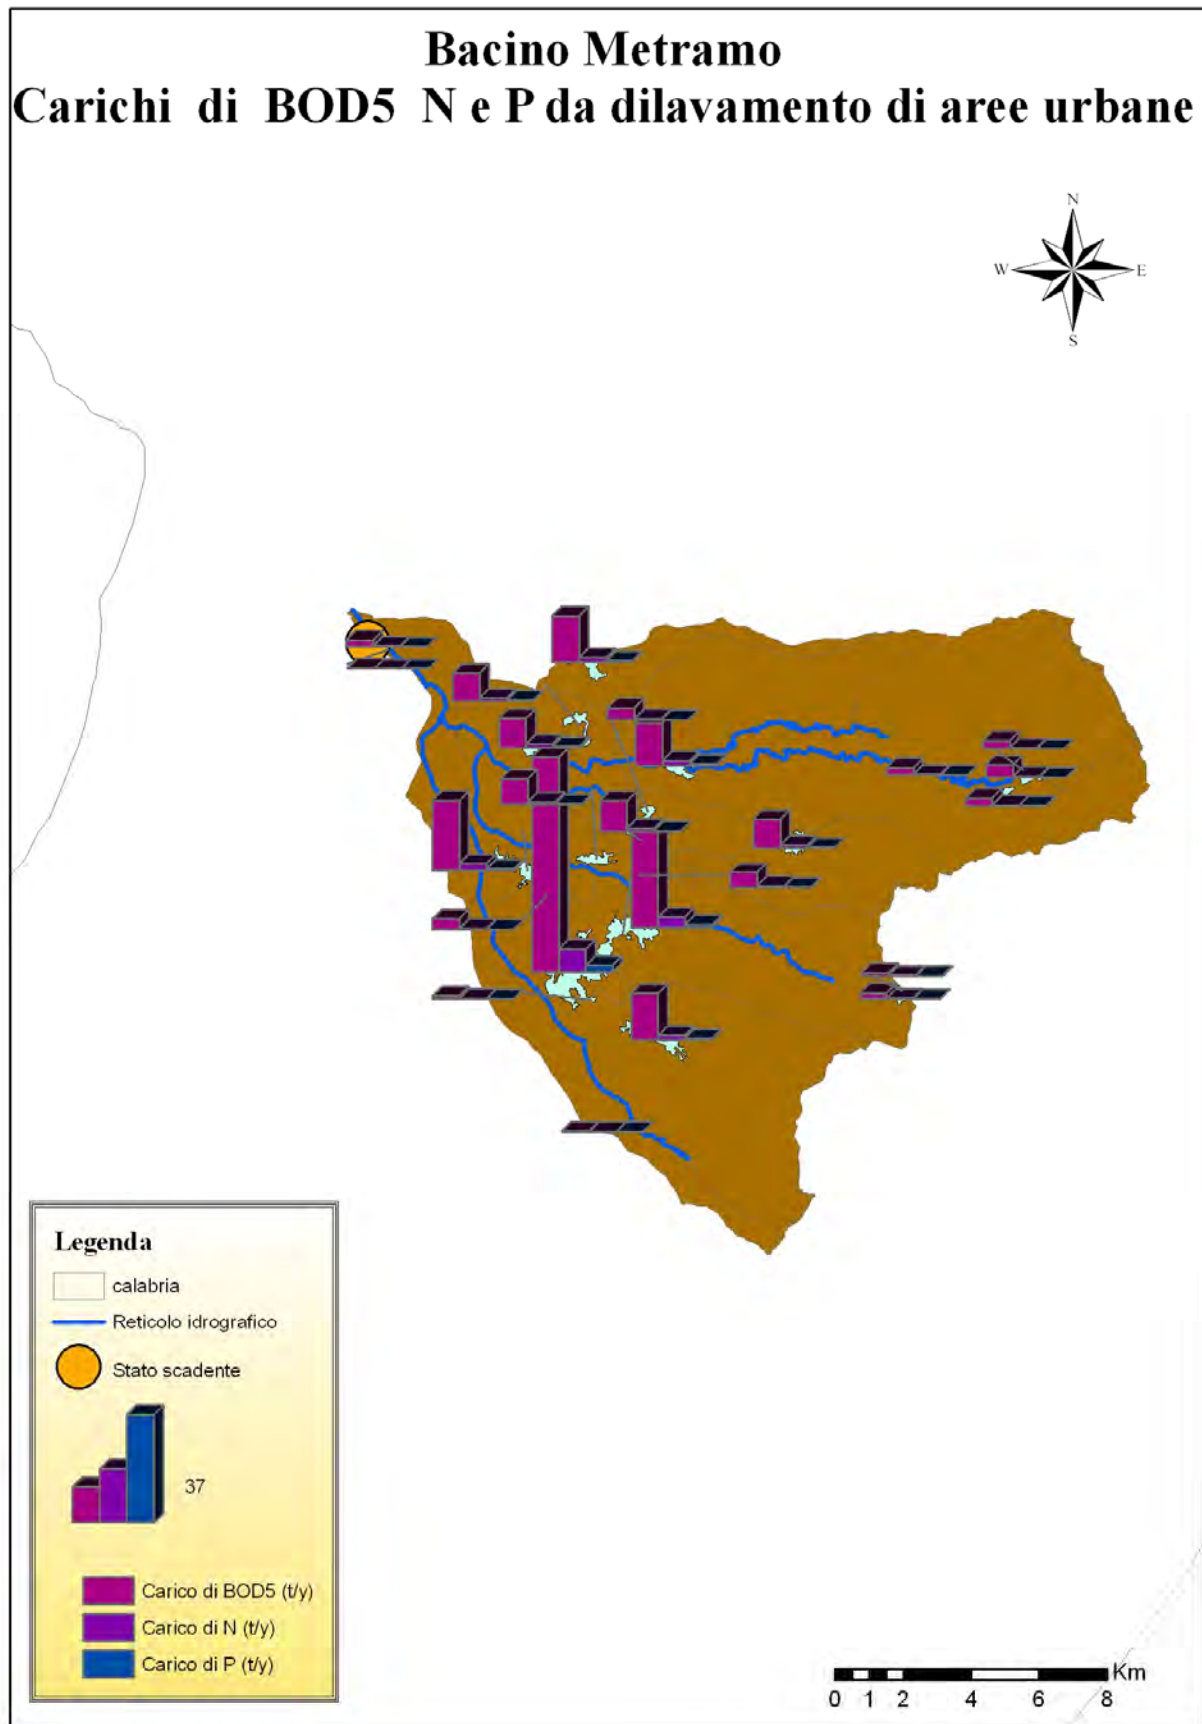 Bacino Metramo
Carichi di BOD5 N e P da dilavamento di aree urbane
N
W E
S
Legenda
calabria
Reticolo idrografico
Stato scadente
37
Carico di BOD5 (t/y)
Carico di N (t/y)
Carico di P (t/y)
Km
0 1 2 4 6 8